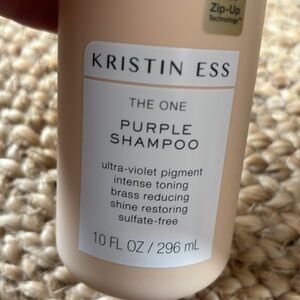 Zip-Up
Technology™
KRISTIN ESS
THE ONE
PURPLE
SHAMPOO
ultra-violet pigment
intense toning
brass reducing
shine restoring
sulfate-free
10 FL OZ / 296 mL